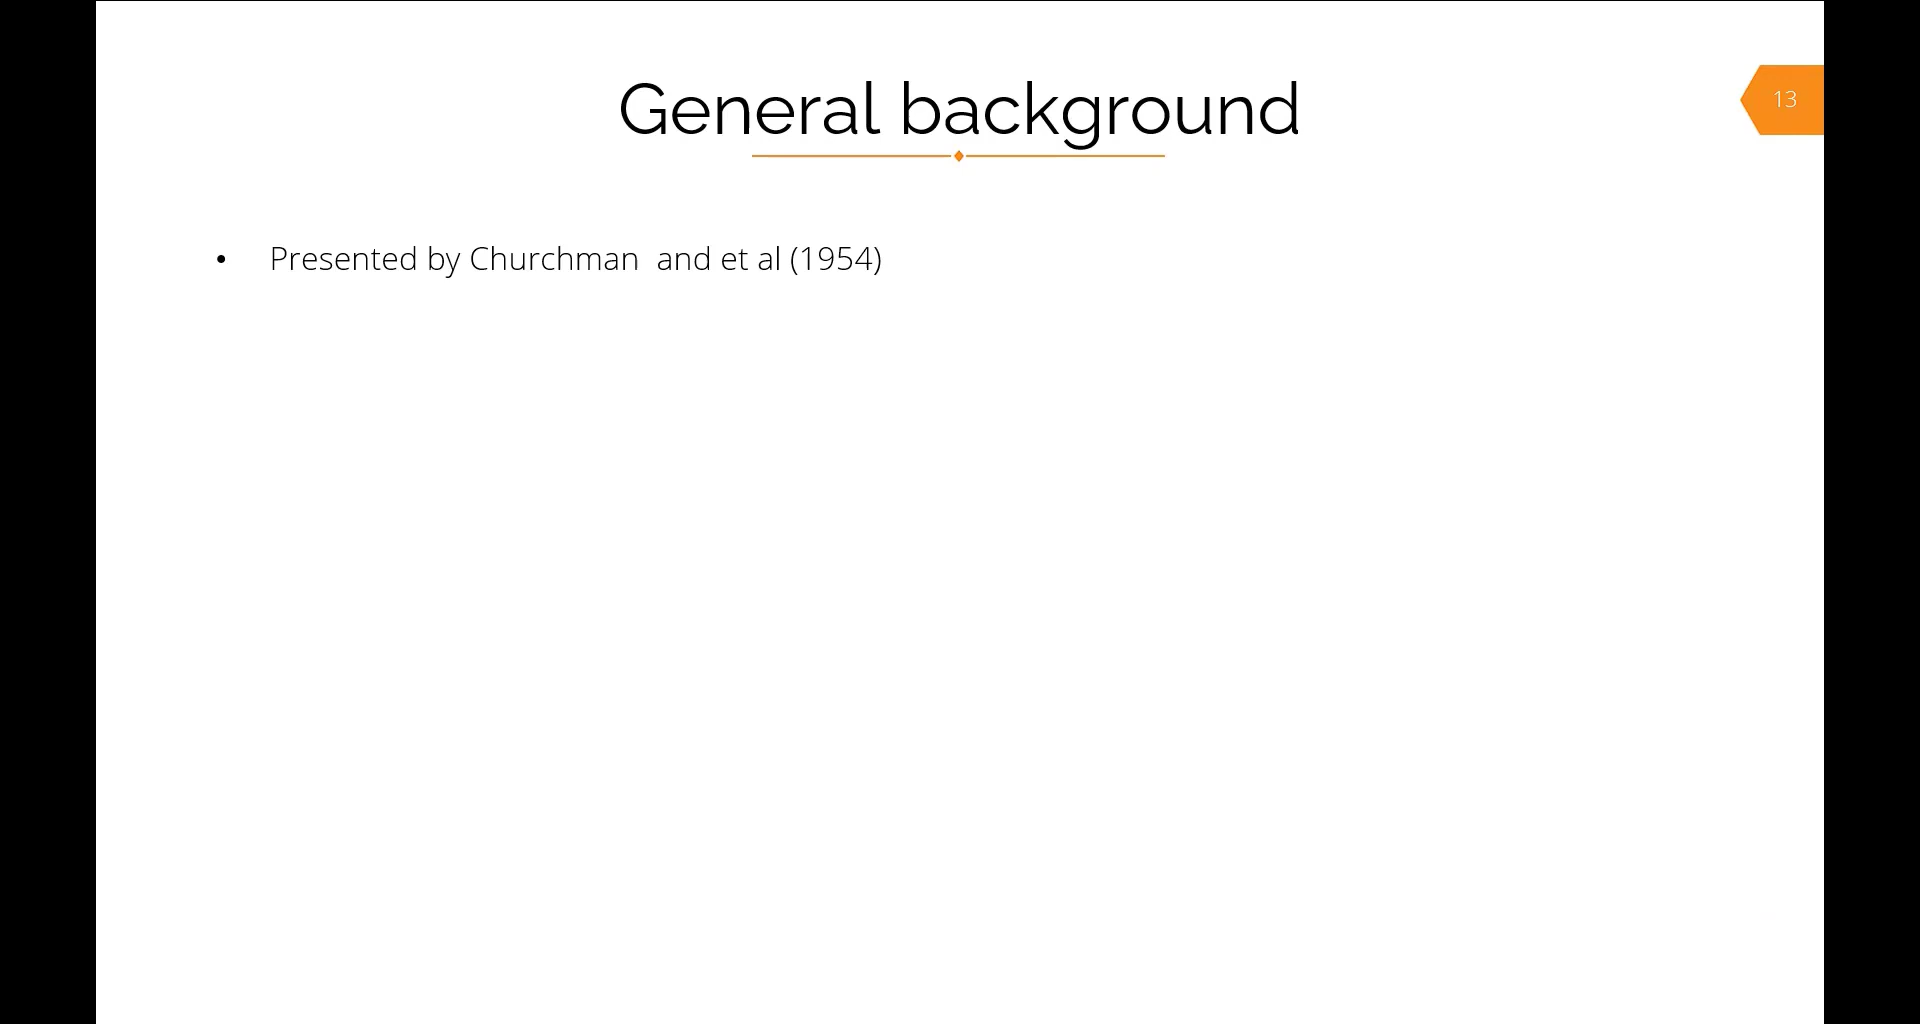 General background
13
• Presented by Churchman  and et al (1954)